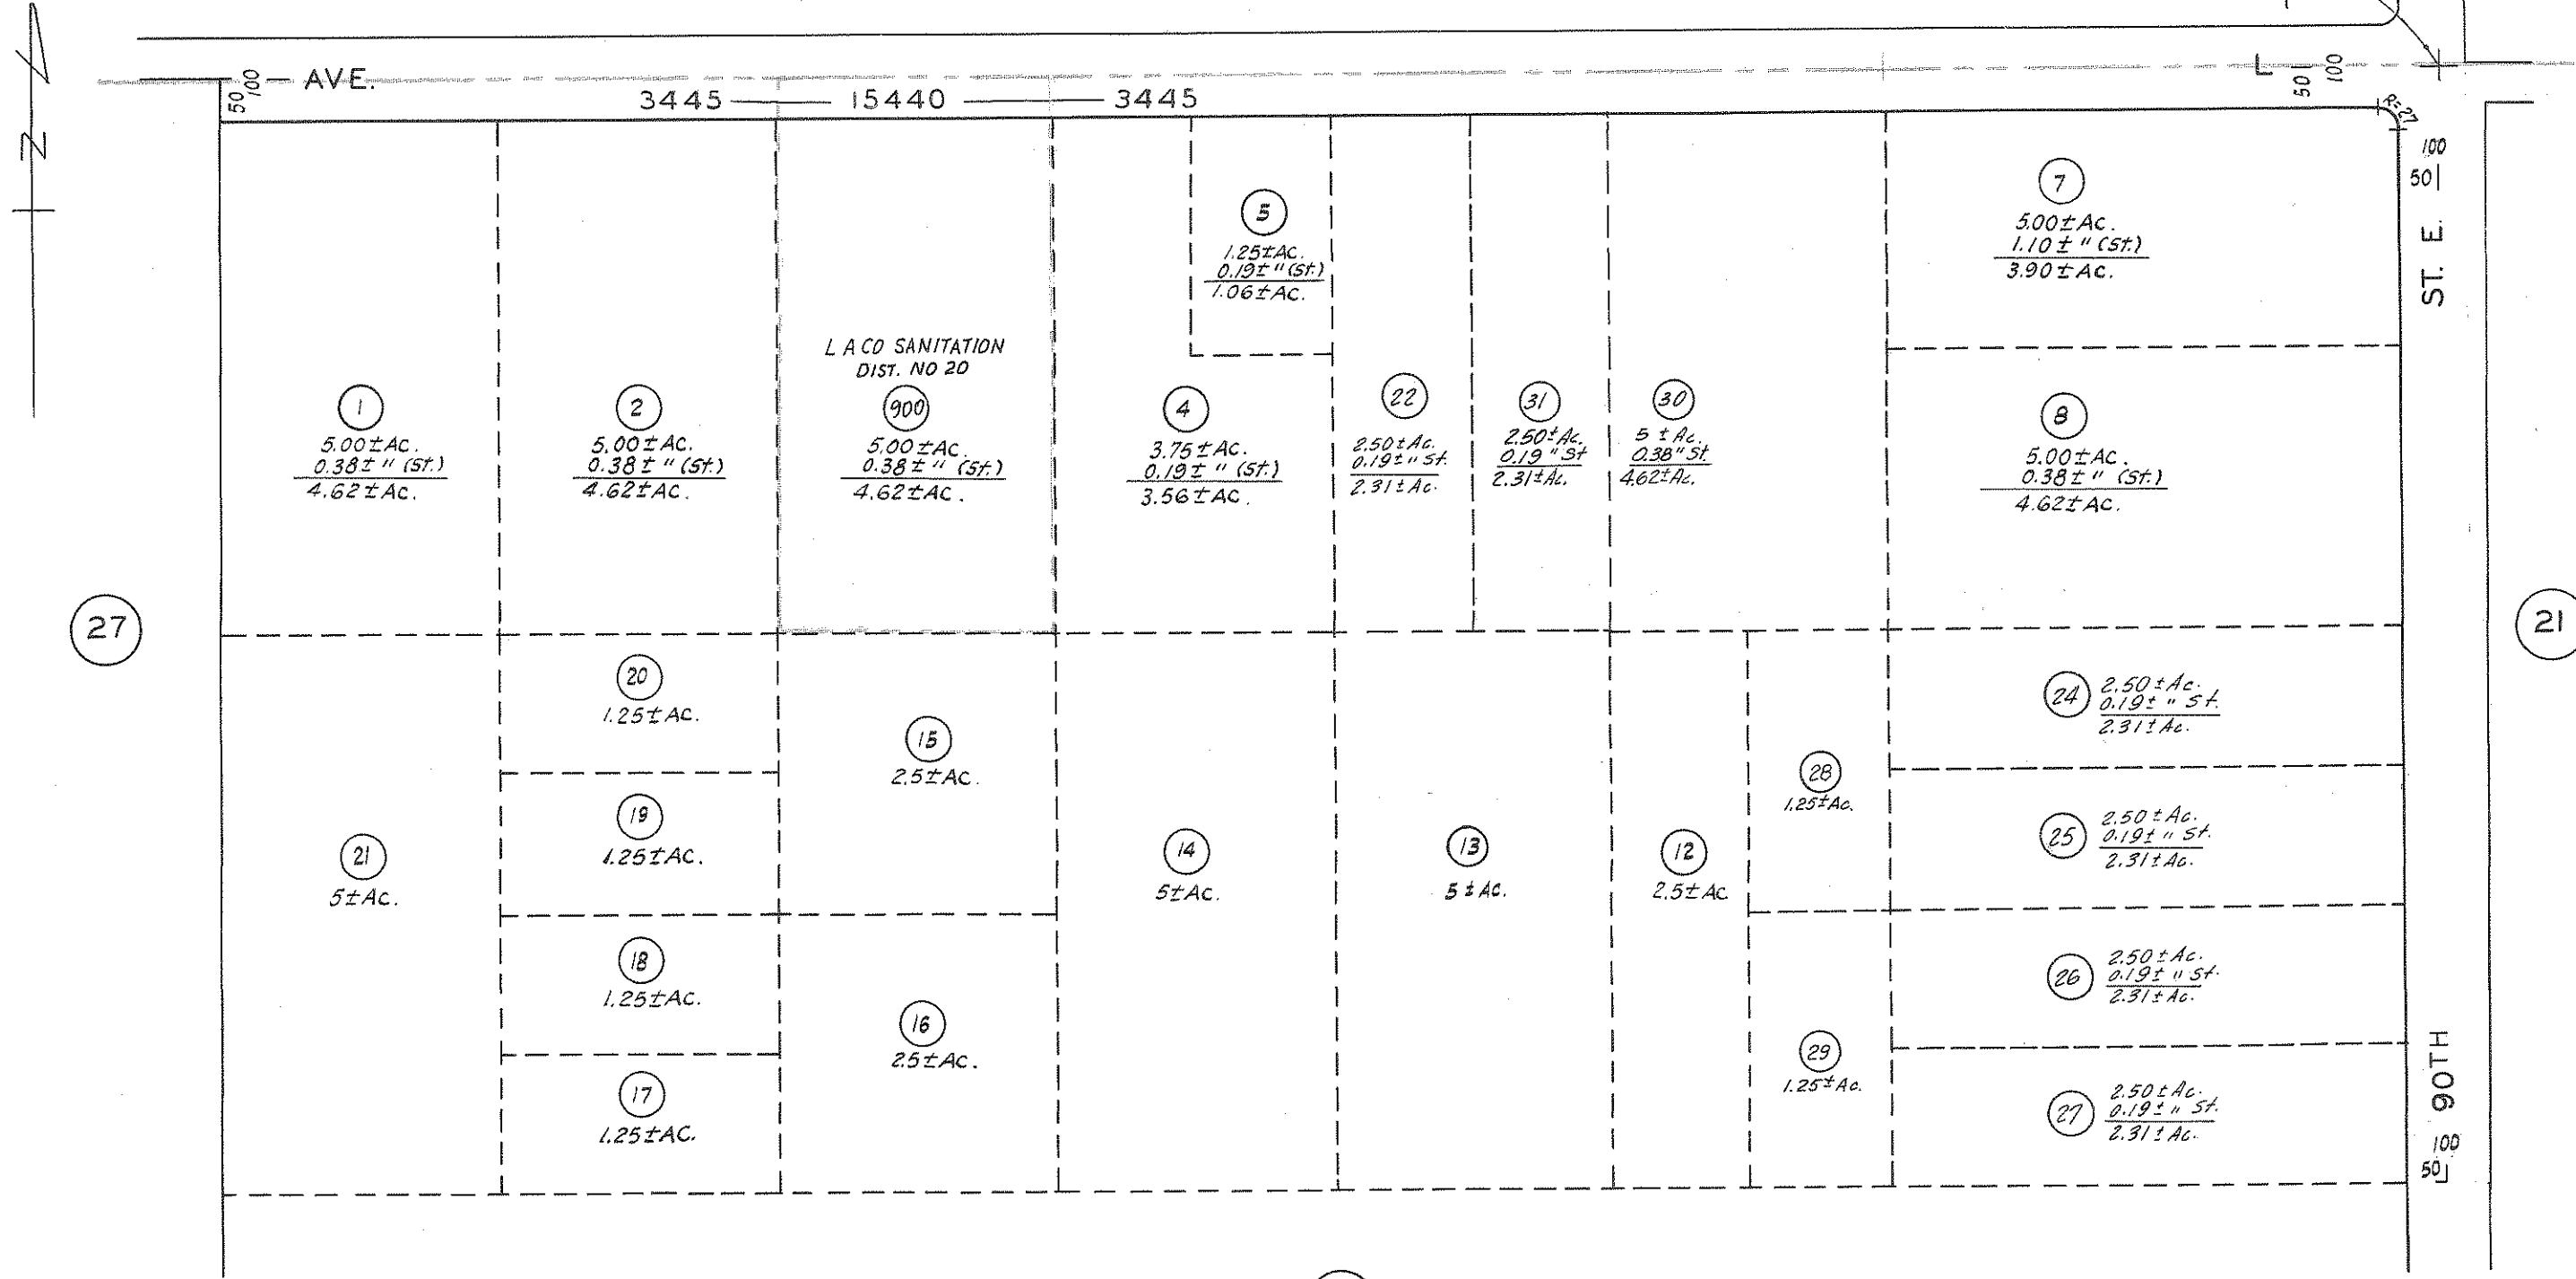 N
50
100
AVE.
L
50
100
3445 15440 3445
R=27
100
50
ST. E.
90TH
100
50
27
21
1
5.00±AC.
0.38± " (St.)
4.62±AC.
2
5.00±AC.
0.38± " (St.)
4.62±AC.
L A CO SANITATION
DIST. NO 20
900
5.00±AC.
0.38± " (St.)
4.62±AC.
4
3.75±AC.
0.19± " (St.)
3.56±AC.
5
1.25±AC.
0.19± " (St.)
1.06±AC.
22
2.50±Ac.
0.19± " St.
2.31±Ac.
31
2.50±Ac.
0.19 " St
2.31±Ac.
30
5 ± Ac.
0.38 " St
4.62±Ac.
7
5.00±AC.
1.10± " (St.)
3.90±AC.
8
5.00±AC.
0.38± " (St.)
4.62±AC.
21
5±AC.
20
1.25±AC.
19
1.25±AC.
18
1.25±AC.
17
1.25±AC.
15
2.5±AC.
16
2.5±AC.
14
5±AC.
13
5±AC.
12
2.5±AC
28
1.25±Ac.
29
1.25±Ac.
24
2.50±Ac.
0.19± " St.
2.31±Ac.
25
2.50±Ac.
0.19± " St.
2.31±Ac.
26
2.50±Ac.
0.19± " St.
2.31±Ac.
27
2.50±Ac.
0.19± " St.
2.31±Ac.